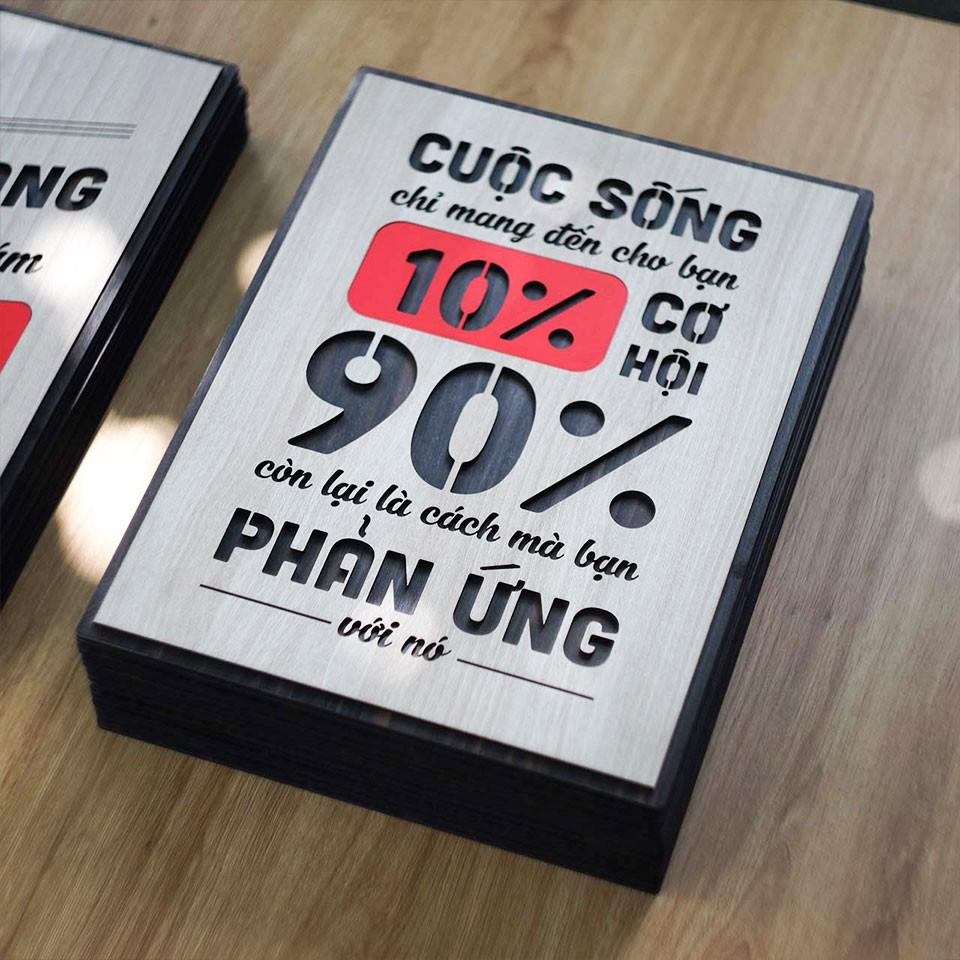 CUỘC SỐNG
chỉ mang đến cho bạn
10% CƠ HỘI
90%
còn lại là cách mà bạn
PHẢN ỨNG
với nó